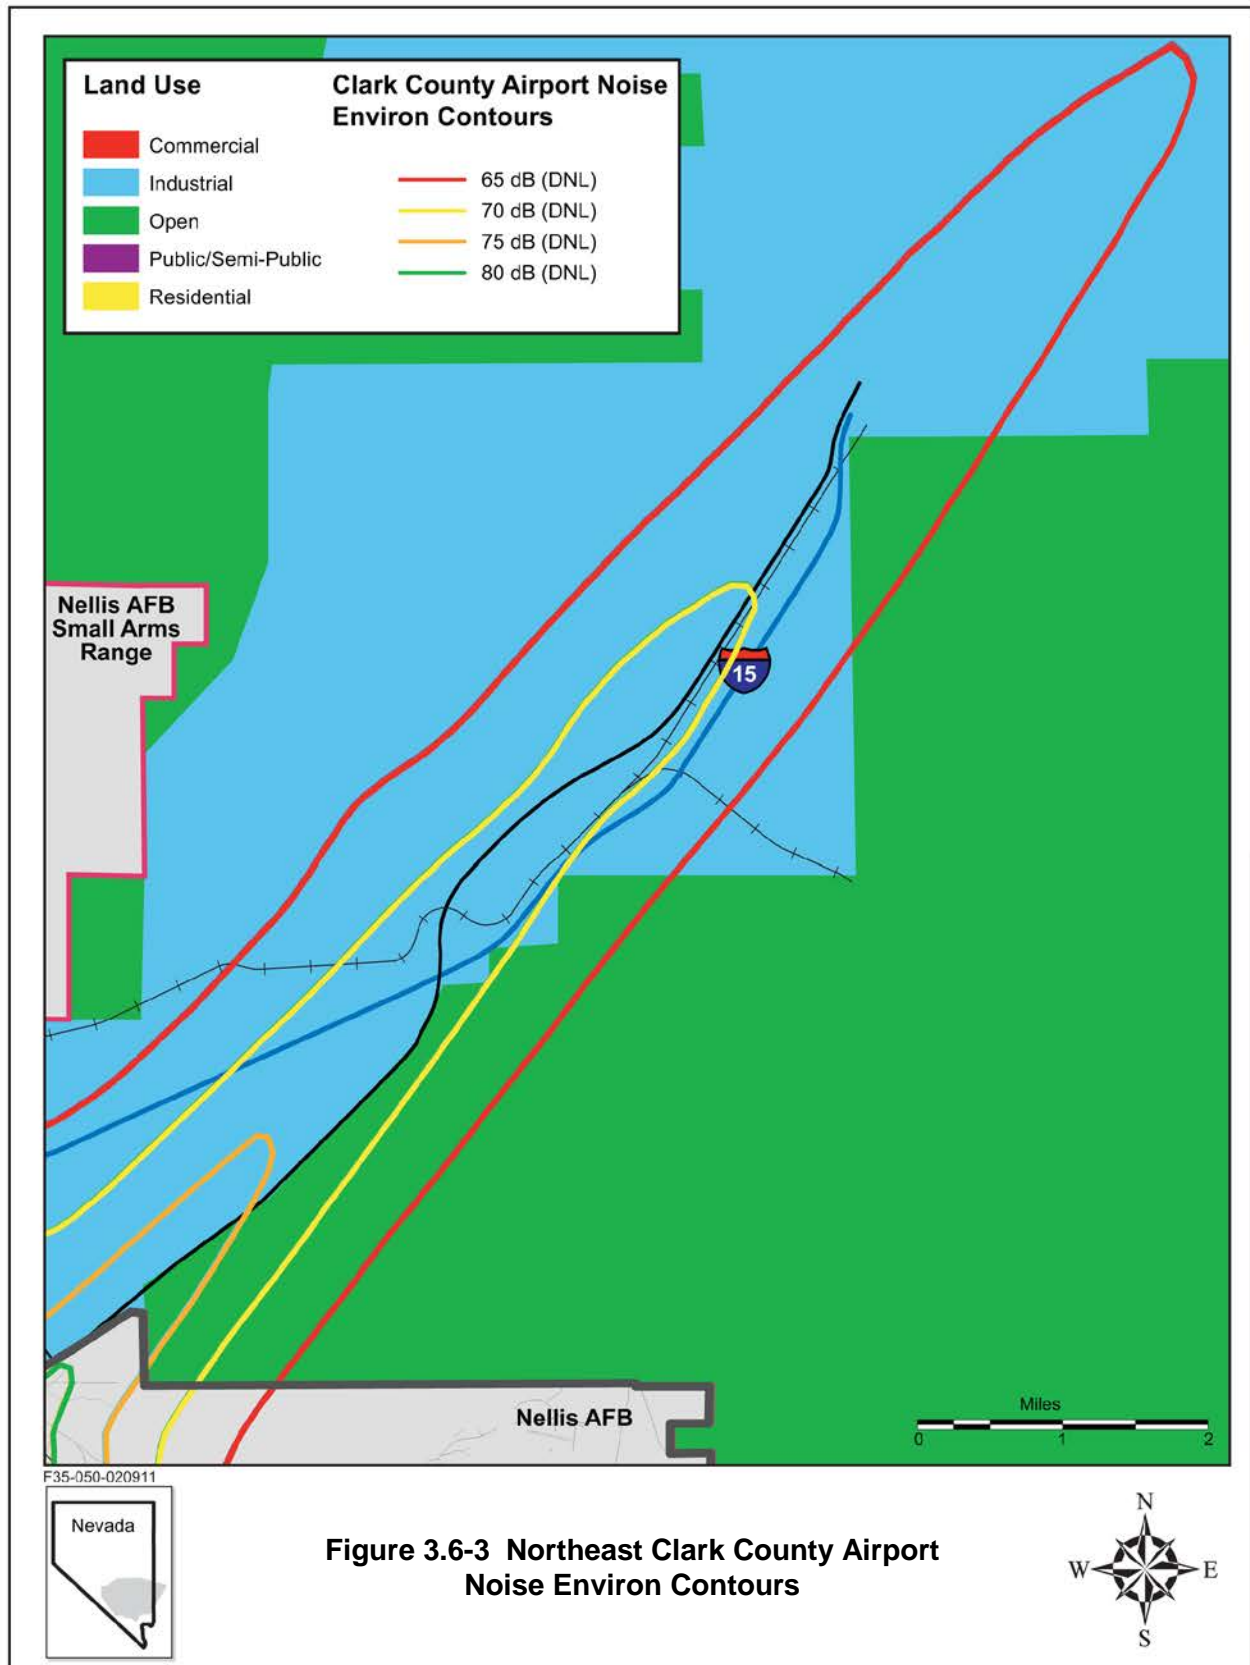 Land Use
Commercial
Industrial
Open
Public/Semi-Public
Residential
Clark County Airport Noise
Environ Contours
65 dB (DNL)
70 dB (DNL)
75 dB (DNL)
80 dB (DNL)
Nellis AFB
Small Arms
Range
15
Nellis AFB
Miles
0 1 2
F35-050-020911
Nevada
Figure 3.6-3 Northeast Clark County Airport
Noise Environ Contours
N
W E
S